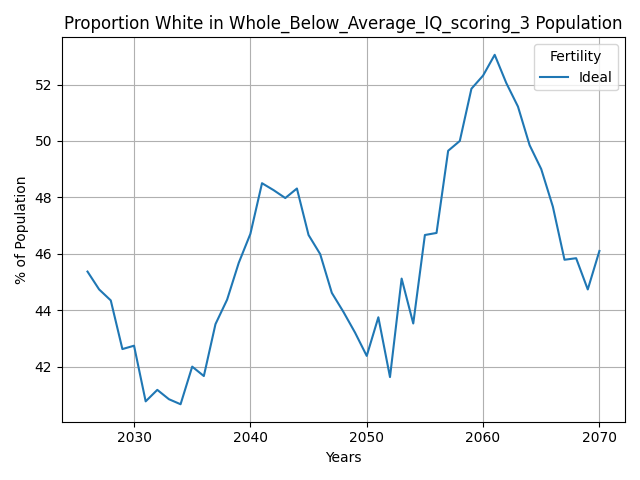 Proportion White in Whole_Below_Average_IQ_scoring_3 Population
Fertility
Ideal
% of Population
52
50
48
46
44
42
2030 2040 2050 2060 2070
Years